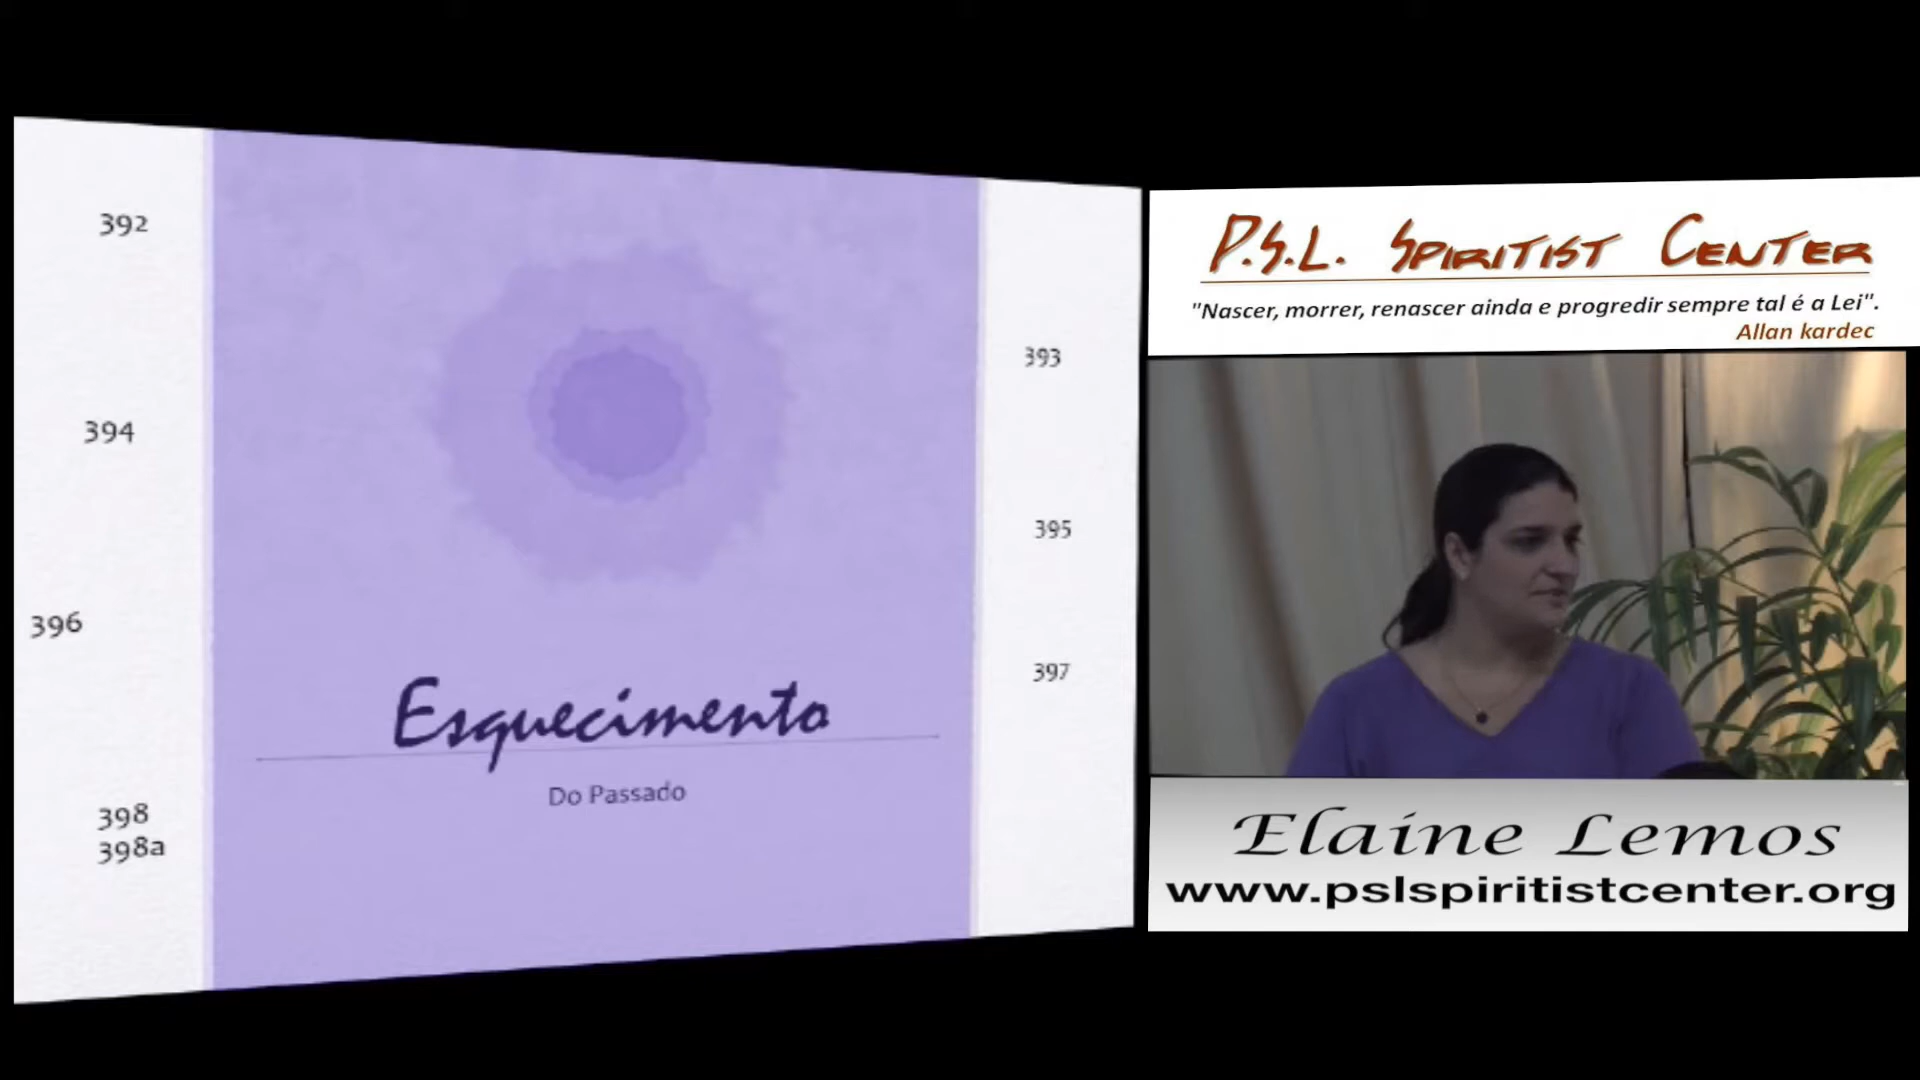 392
393
394
395
396
397
Esquecimento
Do Passado
398
398a
P.S.L. SPIRITIST CENTER
"Nascer, morrer, renascer ainda e progredir sempre tal é a Lei".
Allan kardec
Elaine Lemos
www.pslspiritistcenter.org